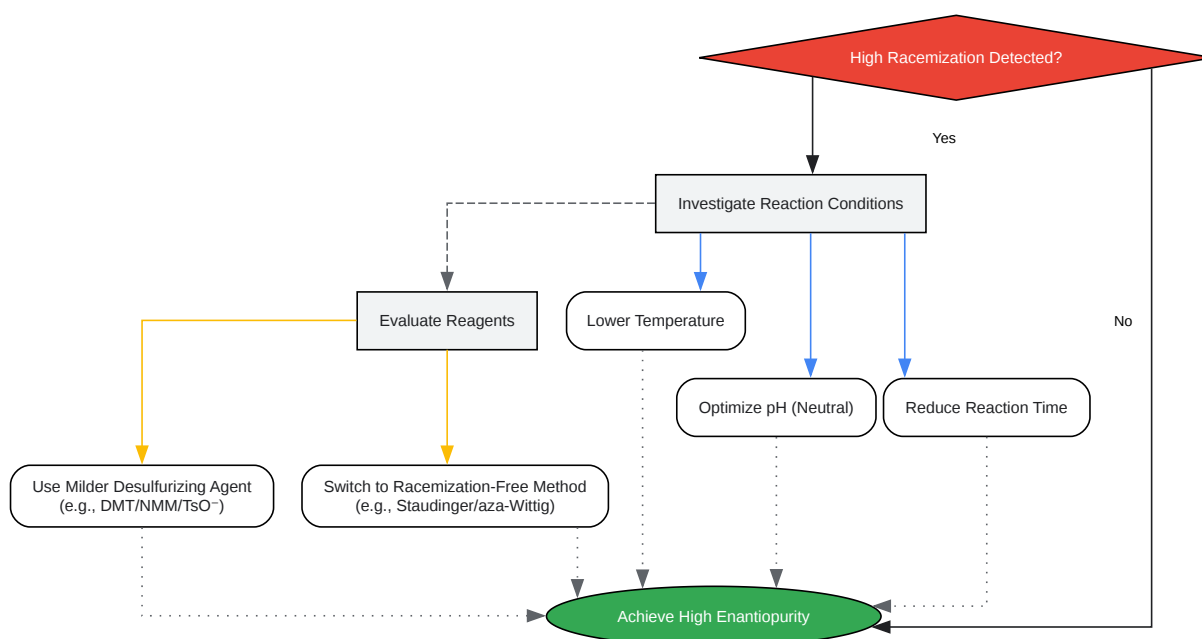 High Racemization Detected?
Yes
Investigate Reaction Conditions
Evaluate Reagents
Lower Temperature
No
Optimize pH (Neutral)
Reduce Reaction Time
Use Milder Desulfurizing Agent
(e.g., DMT/NMM/TsO⁻)
Switch to Racemization-Free Method
(e.g., Staudinger/aza-Wittig)
Achieve High Enantiopurity